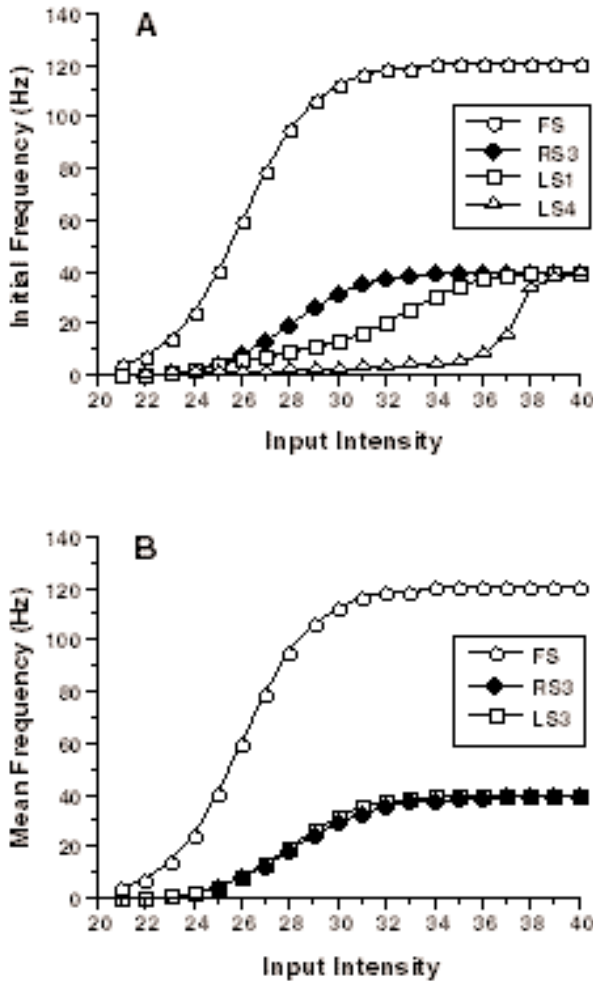 A
Initial Frequency (Hz)
140
120
100
80
60
40
20
0
FS
RS3
LS1
LS4
20 22 24 26 28 30 32 34 36 38 40
Input Intensity
B
Mean Frequency (Hz)
140
120
100
80
60
40
20
0
FS
RS3
LS3
20 22 24 26 28 30 32 34 36 38 40
Input Intensity